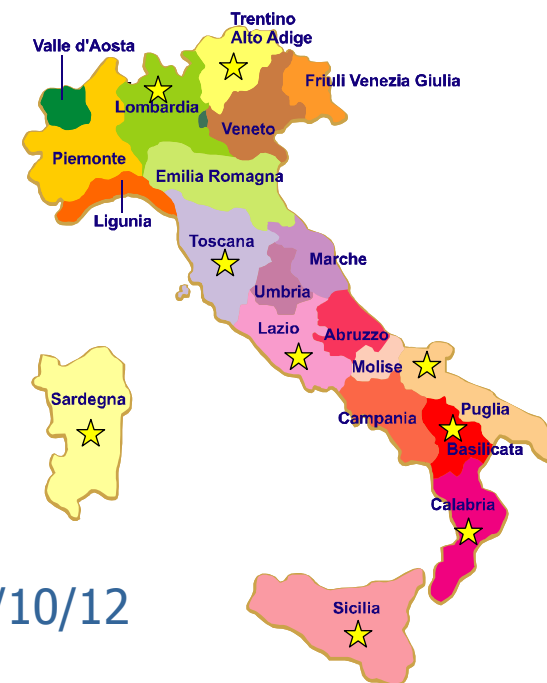 Trentino
Alto Adige
Valle d'Aosta
Friuli Venezia Giulia
Lombardia
Veneto
Piemonte
Emilia Romagna
Ligunia
Toscana
Marche
Umbria
Lazio
Abruzzo
Molise
Sardegna
Puglia
Campania
Basilicata
Calabria
/10/12
Sicilia